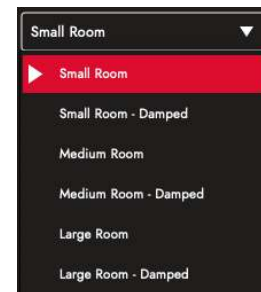 Small Room
Small Room
Small Room - Damped
Medium Room
Medium Room - Damped
Large Room
Large Room - Damped